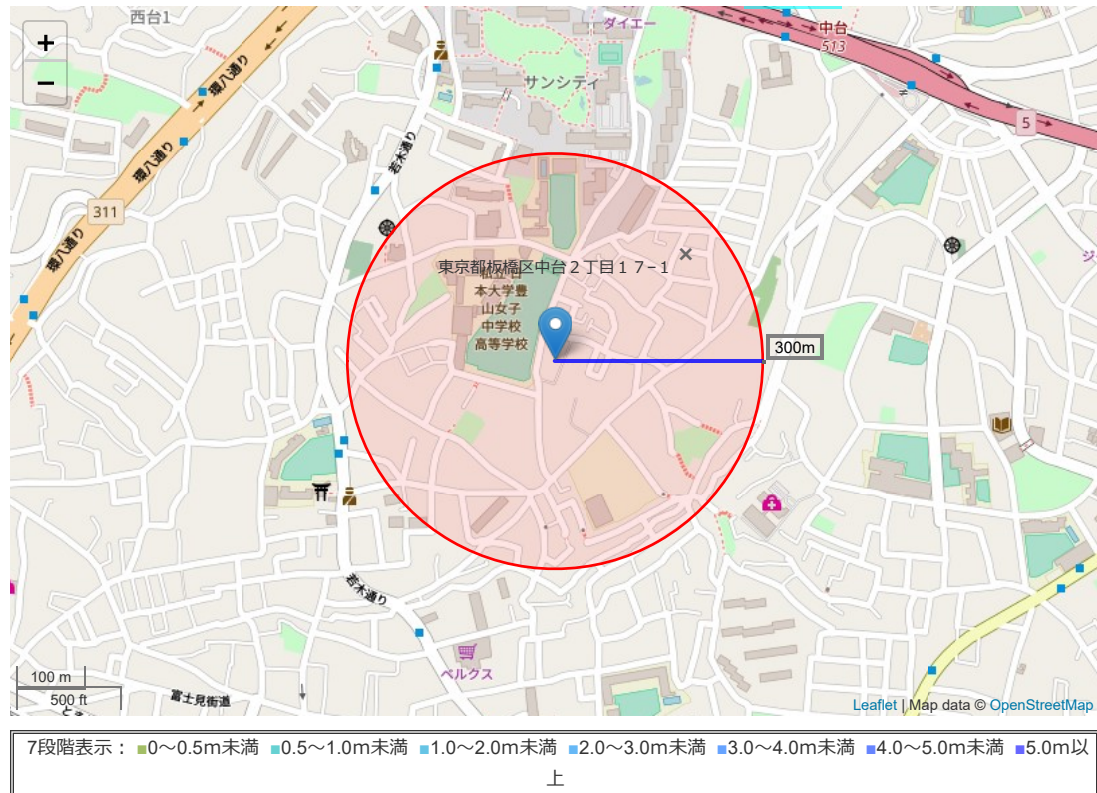 西台1
+
−
ダイエー
中台
513
サンシティ
環八通り
環八通り
若木通り
5
311
環八通り
東京都板橋区中台2丁目17−1
本大学豊
山女子
中学校
高等学校
300m
若木通り
ベルクス
100 m
500 ft
富士見街道
Leaflet | Map data © OpenStreetMap
7段階表示： ■0～0.5m未満 ■0.5～1.0m未満 ■1.0～2.0m未満 ■2.0～3.0m未満 ■3.0～4.0m未満 ■4.0～5.0m未満 ■5.0m以
上